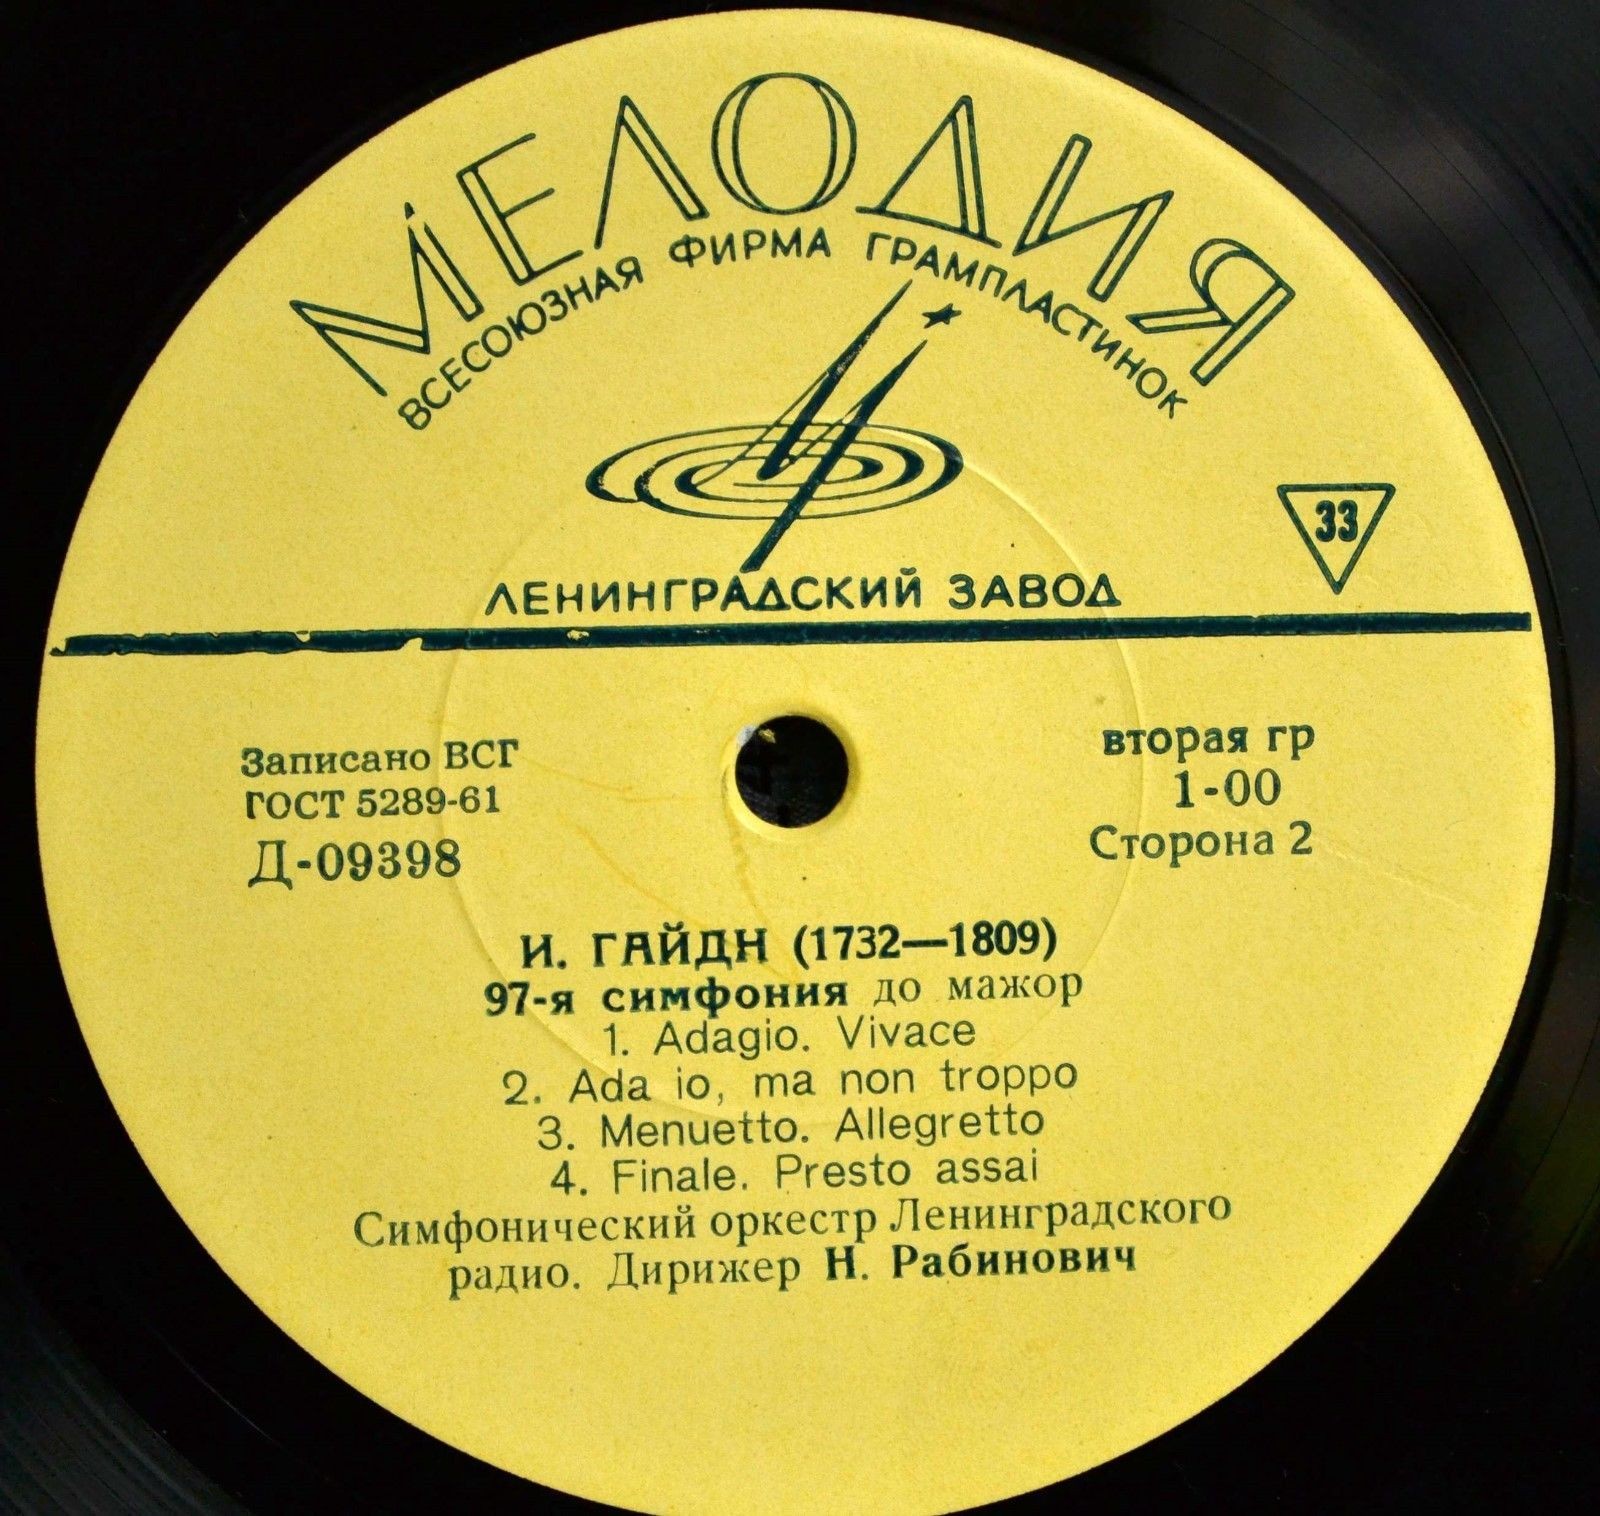 МЕЛОДИЯ
ВСЕСОЮЗНАЯ ФИРМА ГРАМПЛАСТИНОК
33
ЛЕНИНГРАДСКИЙ ЗАВОД
Записано ВСГ
ГОСТ 5289-61
Д-09398
вторая гр
1-00
Сторона 2
И. ГАЙДН (1732—1809)
97-я симфония до мажор
1. Adagio. Vivace
2. Ada io, ma non troppo
3. Menuetto. Allegretto
4. Finale. Presto assai
Симфонический оркестр Ленинградского
радио. Дирижер Н. Рабинович